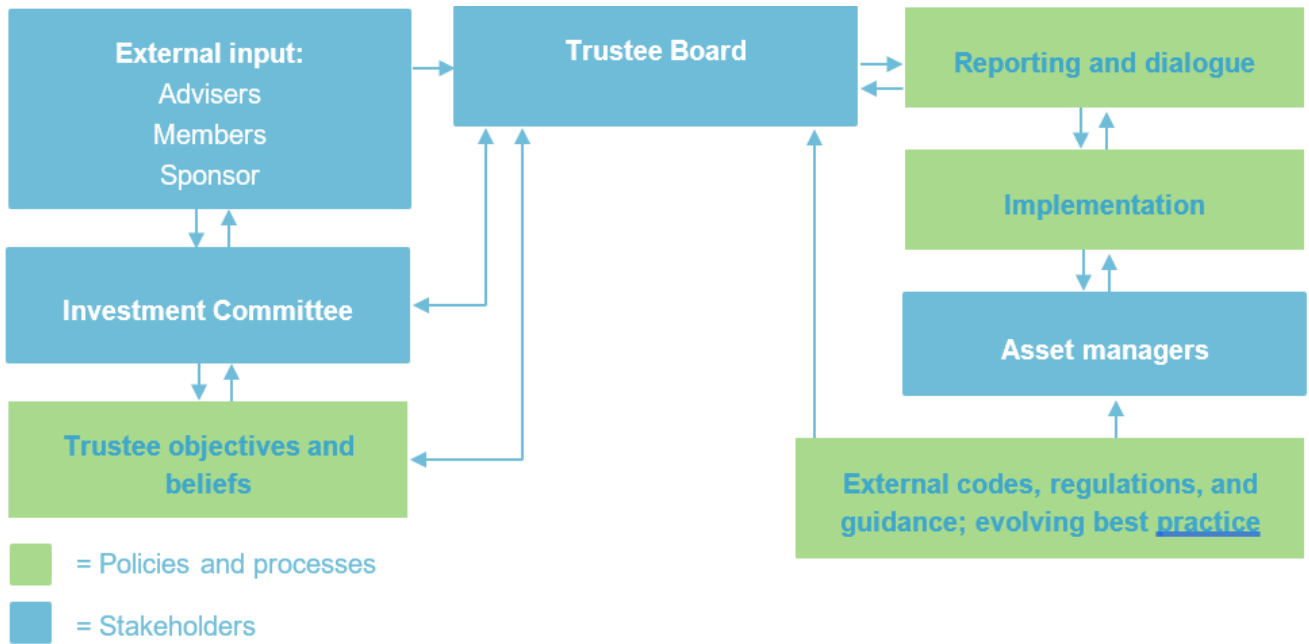 External input:
Advisers
Members
Sponsor
Trustee Board
Reporting and dialogue
Implementation
Investment Committee
Asset managers
Trustee objectives and
beliefs
External codes, regulations, and
guidance; evolving best practice
= Policies and processes
= Stakeholders